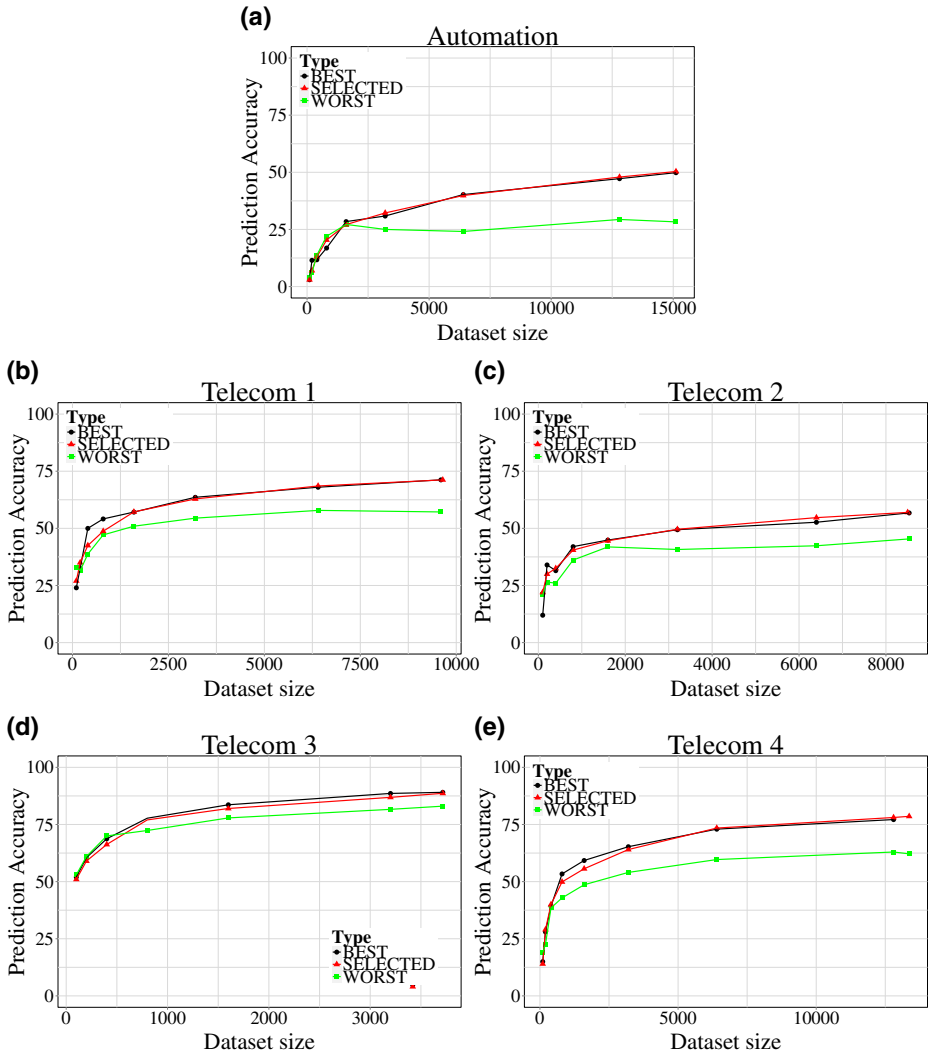 (a)
Automation
Type
BEST
SELECTED
WORST
100
75
50
25
0
Prediction Accuracy
0 5000 10000 15000
Dataset size
(b)
Telecom 1
Type
BEST
SELECTED
WORST
100
75
50
25
0
Prediction Accuracy
0 2500 5000 7500 10000
Dataset size
(c)
Telecom 2
Type
BEST
SELECTED
WORST
100
75
50
25
0
Prediction Accuracy
0 2000 4000 6000 8000
Dataset size
(d)
Telecom 3
100
75
50
25
0
Prediction Accuracy
Type
BEST
SELECTED
WORST
0 1000 2000 3000
Dataset size
(e)
Telecom 4
Type
BEST
SELECTED
WORST
100
75
50
25
0
Prediction Accuracy
0 5000 10000
Dataset size